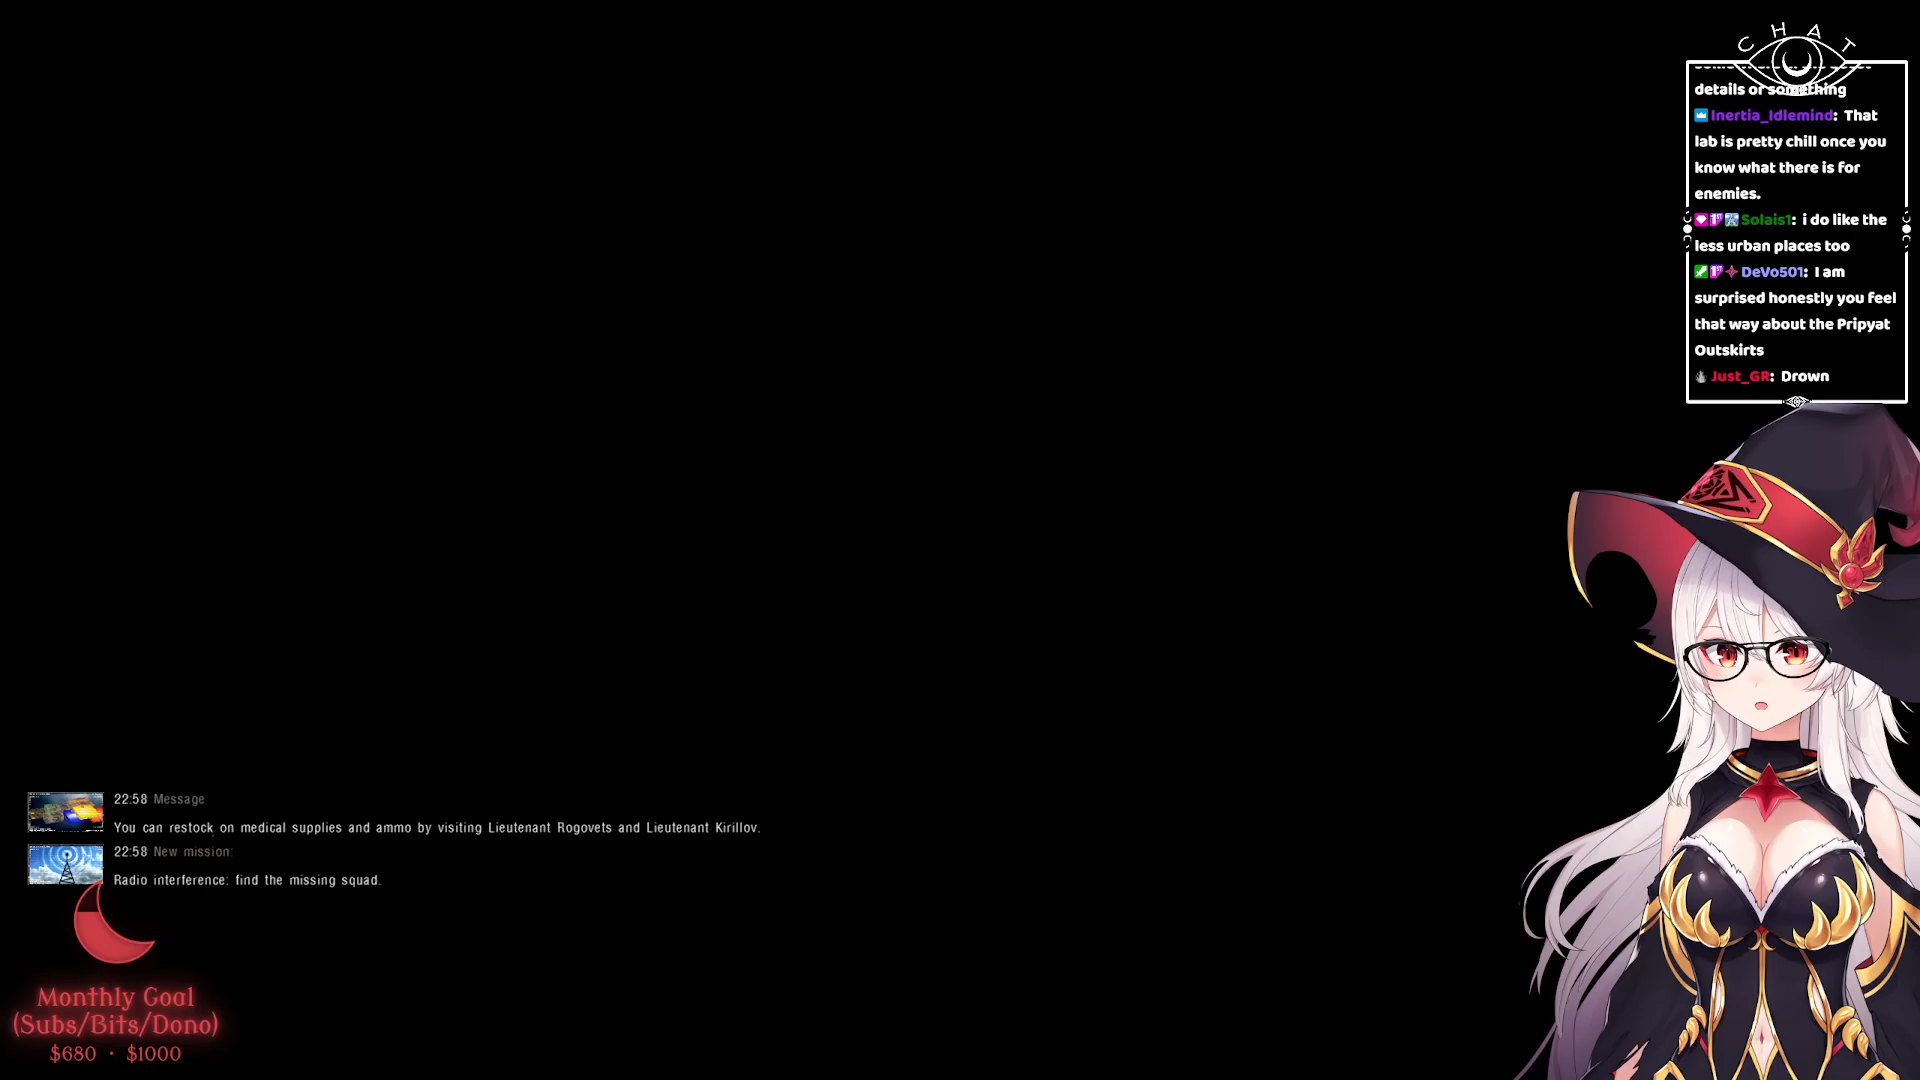 CHAT
details or something
Inertia_Idlemind: That
lab is pretty chill once you
know what there is for
enemies.
Solais1: i do like the
less urban places too
DeVo501: I am
surprised honestly you feel
that way about the Pripyat
Outskirts
Just_GR: Drown
22:58 Message
You can restock on medical supplies and ammo by visiting Lieutenant Rogovets and Lieutenant Kirillov.
22:58 New mission:
Radio interference: find the missing squad.
Monthly Goal
(Subs/Bits/Dono)
$680 · $1000